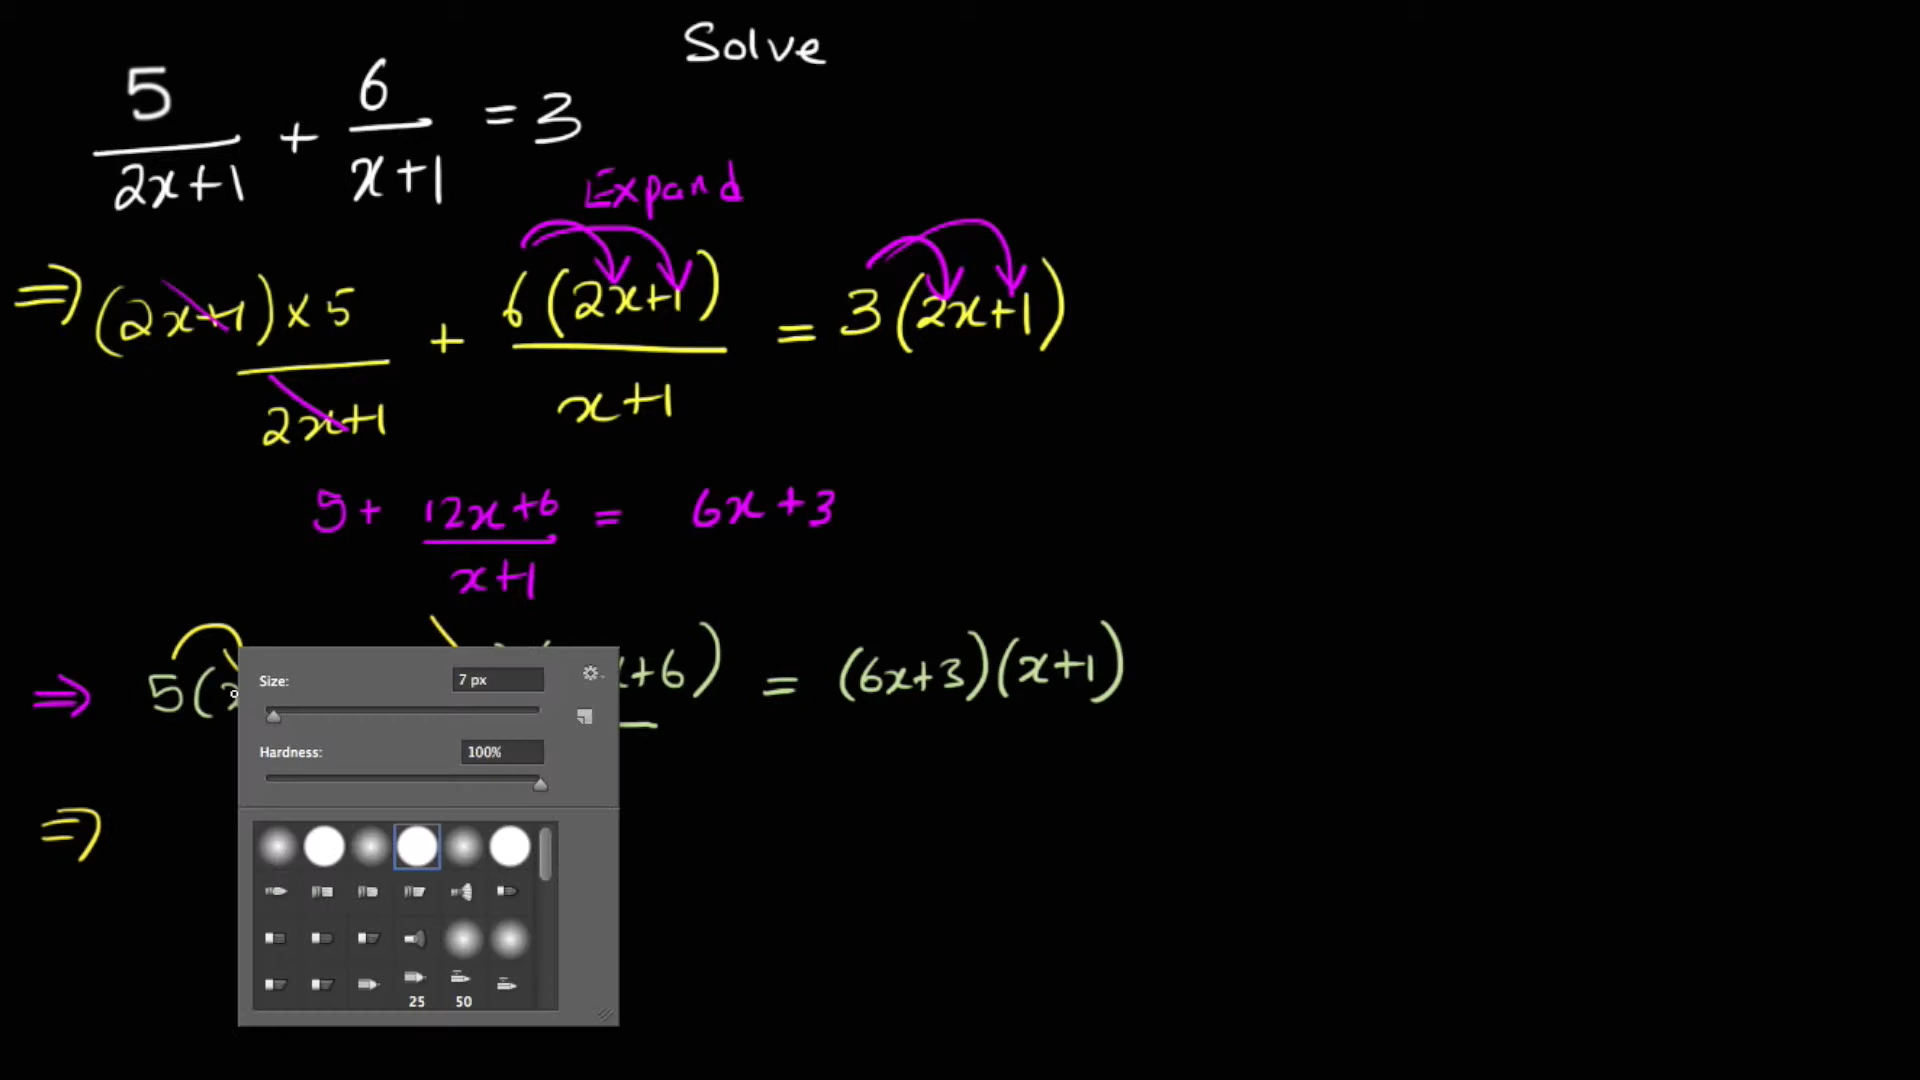 Solve
5/(2x+1) + 6/(x+1) = 3
Expand
⇒ (2x+1)×5/(2x+1) + 6(2x+1)/(x+1) = 3(2x+1)
5+ (12x+6)/(x+1) = 6x+3
⇒ 5( x+6) = (6x+3)(x+1)
Size: 7 px
Hardness: 100%
⇒
25 50